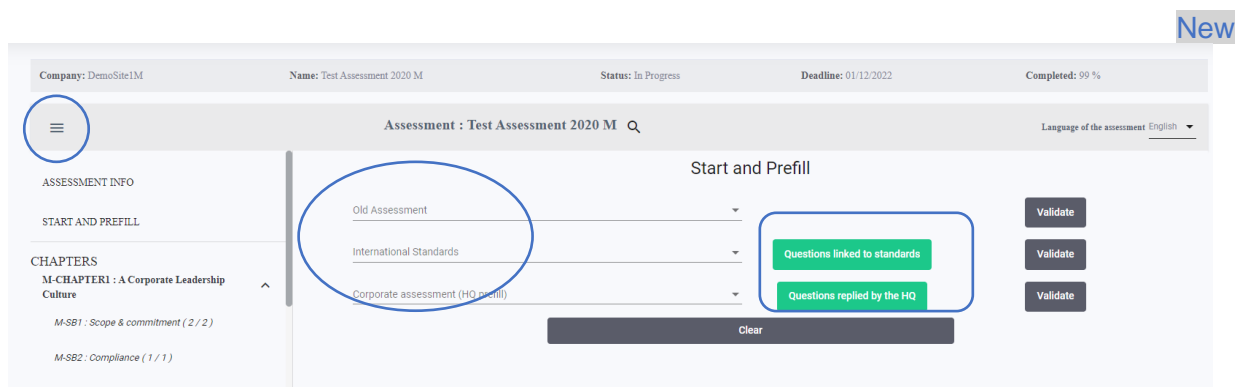 New
Company: DemoSite1M Name: Test Assessment 2020 M Status: In Progress Deadline: 01/12/2022 Completed: 99 %
Assessment : Test Assessment 2020 M Language of the assessment English
Start and Prefill
ASSESSMENT INFO
START AND PREFILL
CHAPTERS
M-CHAPTER1 : A Corporate Leadership
Culture
M-SB1 : Scope & commitment ( 2 / 2 )
M-SB2 : Compliance ( 1 / 1 )
Old Assessment Validate
International Standards Questions linked to standards Validate
Corporate assessment (HQ prefill) Questions replied by the HQ Validate
Clear